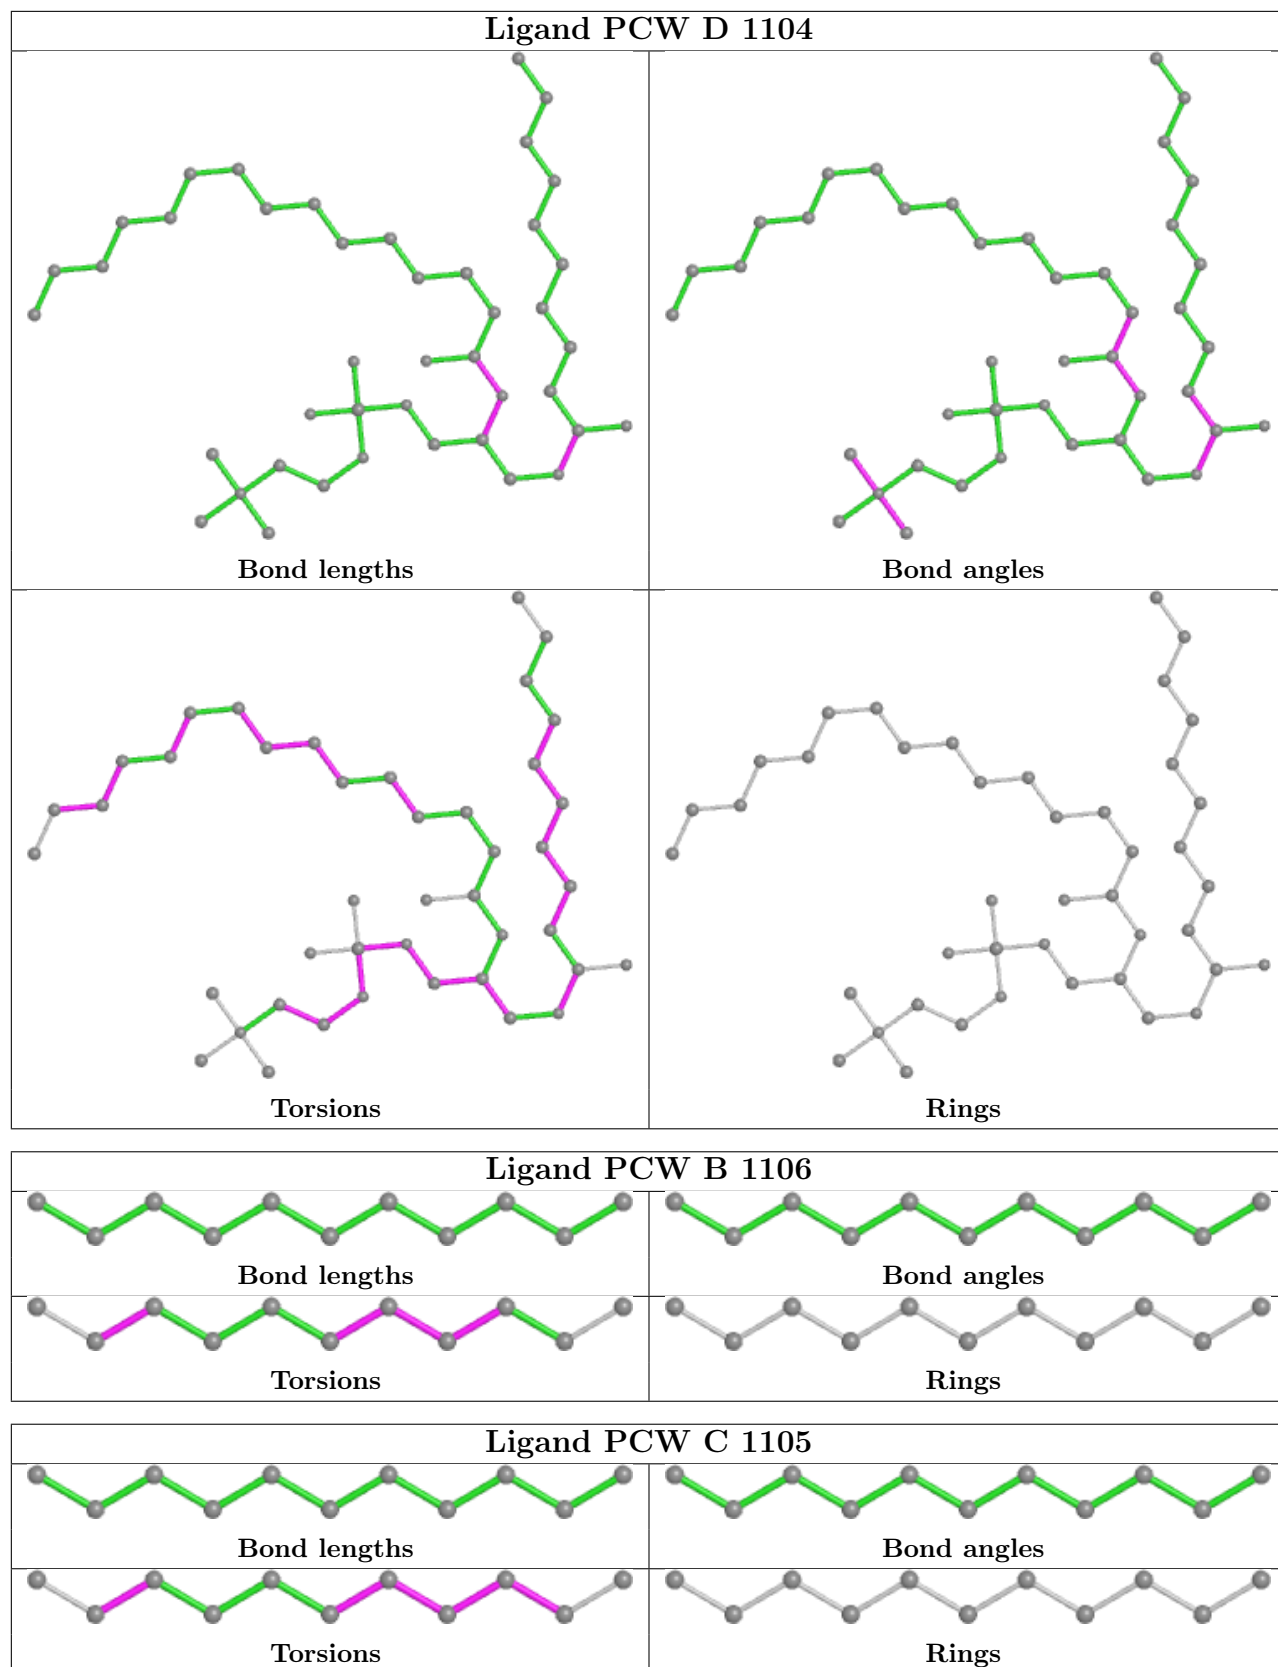 Ligand PCW D 1104
Bond lengths
Bond angles
Torsions
Rings
Ligand PCW B 1106
Bond lengths
Bond angles
Torsions
Rings
Ligand PCW C 1105
Bond lengths
Bond angles
Torsions
Rings